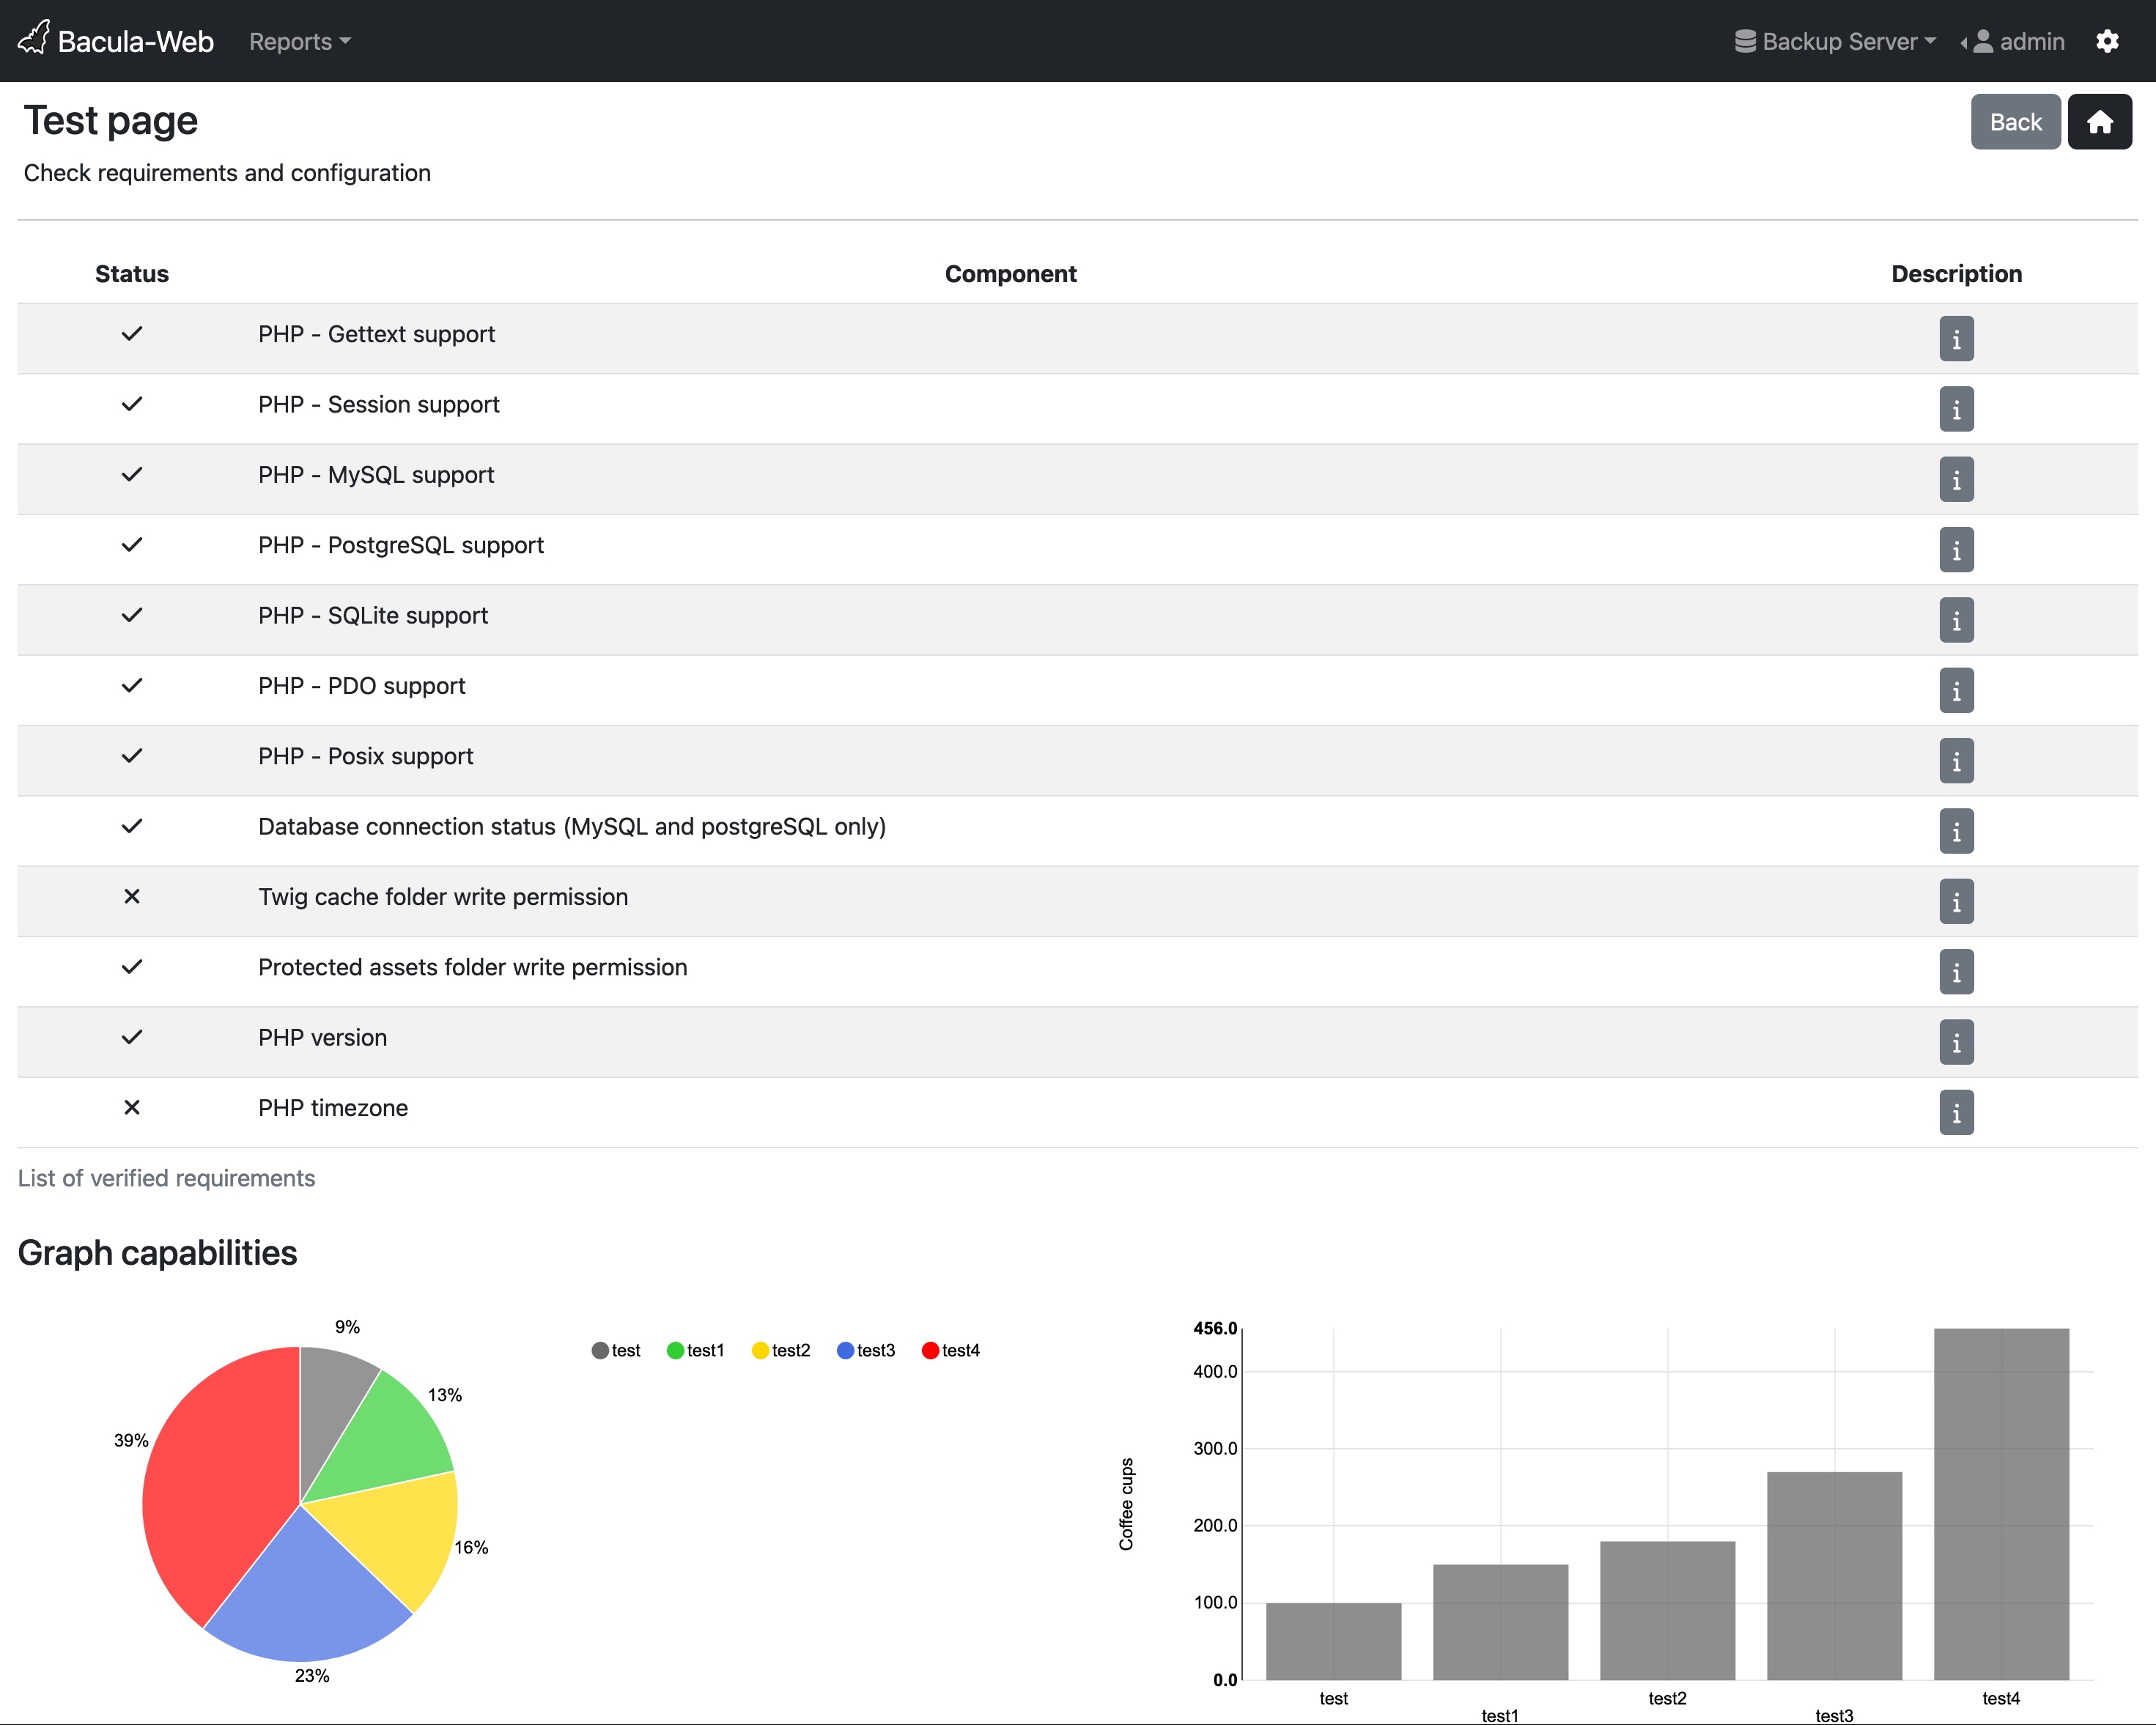 Bacula-Web Reports Backup Server admin
Test page
Back
Check requirements and configuration
Status Component Description
PHP - Gettext support
PHP - Session support
PHP - MySQL support
PHP - PostgreSQL support
PHP - SQLite support
PHP - PDO support
PHP - Posix support
Database connection status (MySQL and postgreSQL only)
Twig cache folder write permission
Protected assets folder write permission
PHP version
PHP timezone
List of verified requirements
Graph capabilities
9%
13%
39%
16%
23%
test test1 test2 test3 test4
456.0
400.0
300.0
200.0
100.0
0.0
Coffee cups
test
test1
test2
test3
test4